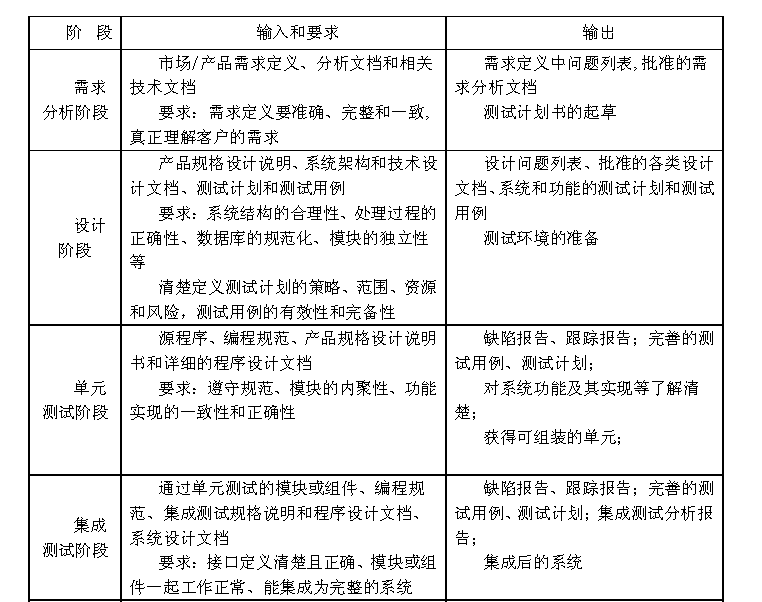 阶 段 输入和要求 输出
需求
分析阶段
市场/产品需求定义、分析文档和相关
技术文档
要求：需求定义要准确、完整和一致,
真正理解客户的需求
需求定义中问题列表,批准的需
求分析文档
测试计划书的起草
设计
阶段
产品规格设计说明、系统架构和技术设
计文档、测试计划和测试用例
要求：系统结构的合理性、处理过程的
正确性、数据库的规范化、模块的独立性
等
清楚定义测试计划的策略、范围、资源
和风险，测试用例的有效性和完备性
设计问题列表、批准的各类设计
文档、系统和功能的测试计划和测试
用例
测试环境的准备
单元
测试阶段
源程序、编程规范、产品规格设计说明
书和详细的程序设计文档
要求：遵守规范、模块的内聚性、功能
实现的一致性和正确性
缺陷报告、跟踪报告；完善的测
试用例、测试计划；
对系统功能及其实现等了解清
楚；
获得可组装的单元；
集成
测试阶段
通过单元测试的模块或组件、编程规
范、集成测试规格说明和程序设计文档、
系统设计文档
要求：接口定义清楚且正确、模块或组
件一起工作正常、能集成为完整的系统
缺陷报告、跟踪报告；完善的测
试用例、测试计划；集成测试分析报
告；
集成后的系统